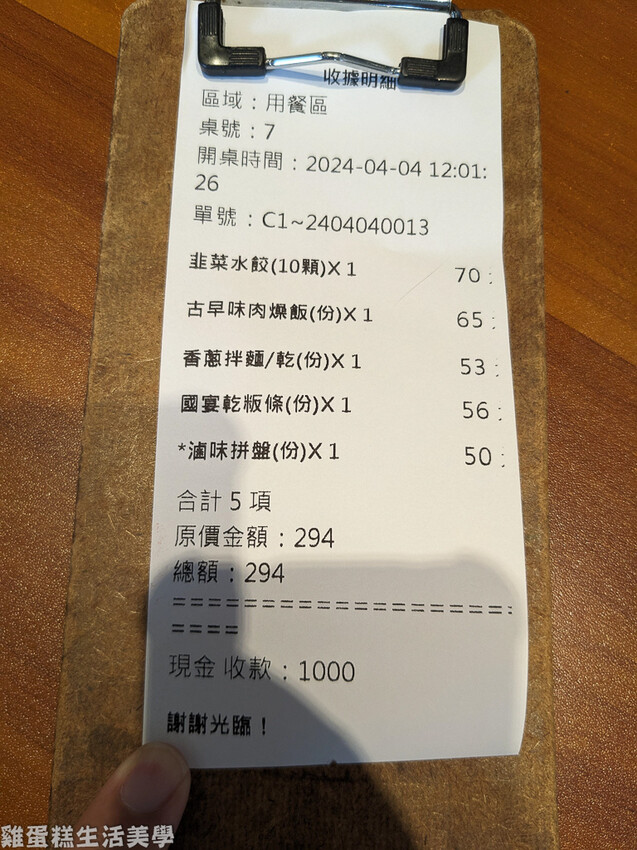 收據明細
區域：用餐區
桌號：7
開桌時間：2024-04-04 12:01:
26
單號：C1~2404040013
韭菜水餃(10顆)X 1 70 :
古早味肉燥飯(份)X 1 65 :
香蔥拌麵/乾(份)X 1 53 :
國宴乾粄條(份)X 1 56 :
*滷味拼盤(份)X 1 50 :
合計 5 項
原價金額：294
總額：294
=======================
====
現金 收款：1000
謝謝光臨！
雞蛋糕生活美學